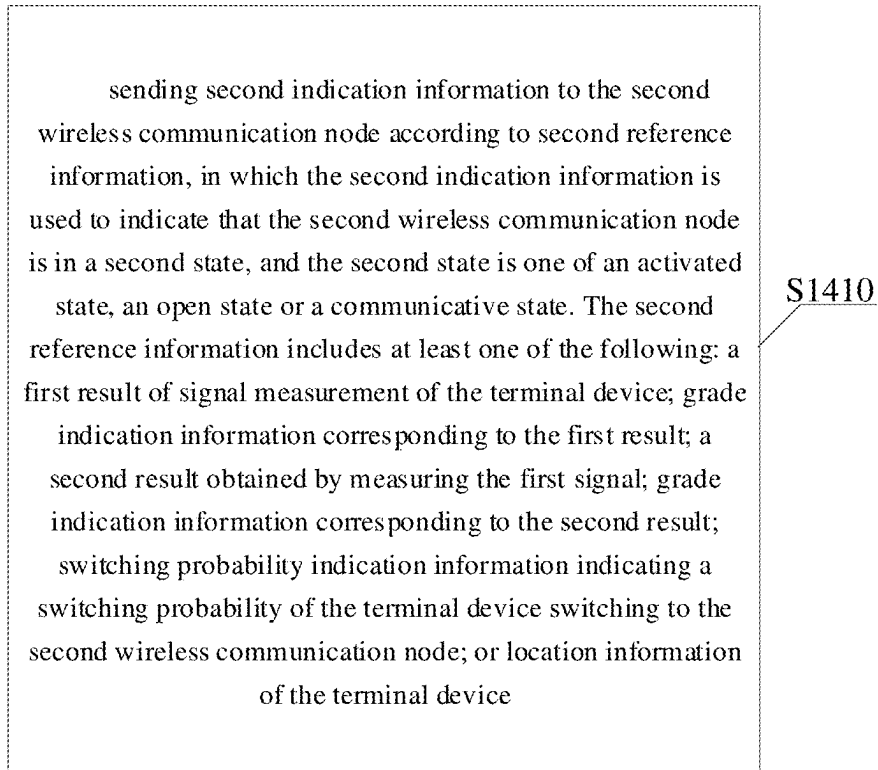 sending second indication information to the second
wireless communication node according to second reference
information, in which the second indication information is
used to indicate that the second wireless communication node
is in a second state, and the second state is one of an activated
state, an open state or a communicative state. The second
reference information includes at least one of the following: a
first result of signal measurement of the terminal device; grade
indication information corresponding to the first result; a
second result obtained by measuring the first signal; grade
indication information corresponding to the second result;
switching probability indication information indicating a
switching probability of the terminal device switching to the
second wireless communication node; or location information
of the terminal device
S1410